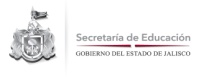 Secretaría de Educación
GOBIERNO DEL ESTADO DE JALISCO